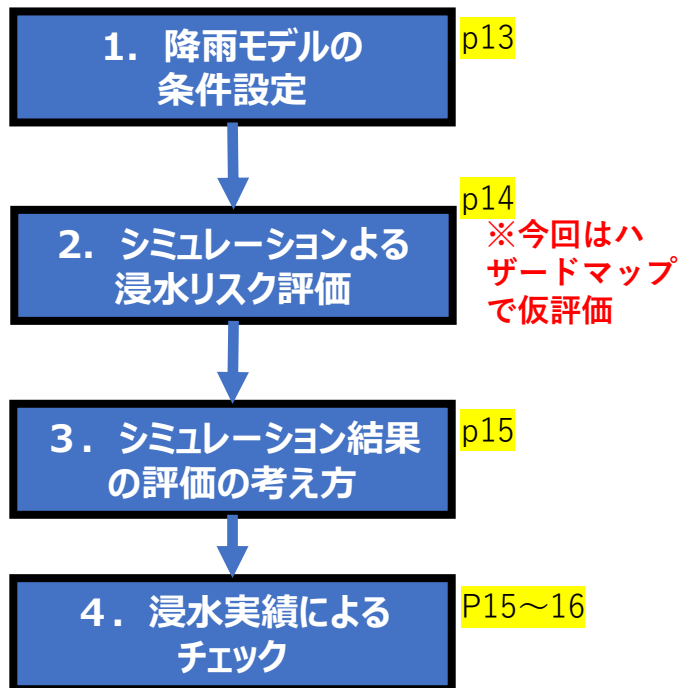 1．降雨モデルの
条件設定
p13
2．シミュレーションよる
浸水リスク評価
p14
※今回はハ
ザードマップ
で仮評価
３．シミュレーション結果
の評価の考え方
p15
４．浸水実績による
チェック
P15～16